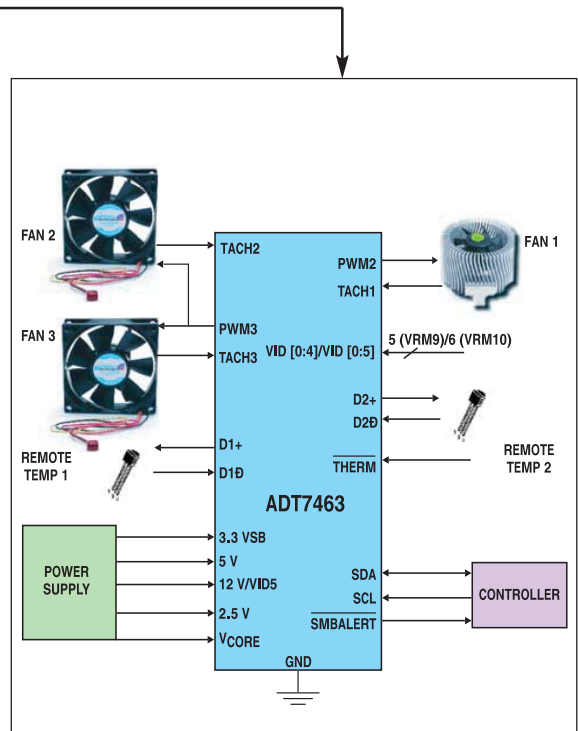 FAN 2
TACH2
PWM2
FAN 1
TACH1
PWM3
FAN 3
TACH3
VID [0:4]/VID [0:5]
5 (VRM9)/6 (VRM10)
D2+
D2Ð
D1+
REMOTE
TEMP 1
D1Ð
THERM
REMOTE
TEMP 2
ADT7463
POWER
SUPPLY
3.3 VSB
5 V
12 V/VID5
2.5 V
VCORE
SDA
SCL
SMBALERT
CONTROLLER
GND